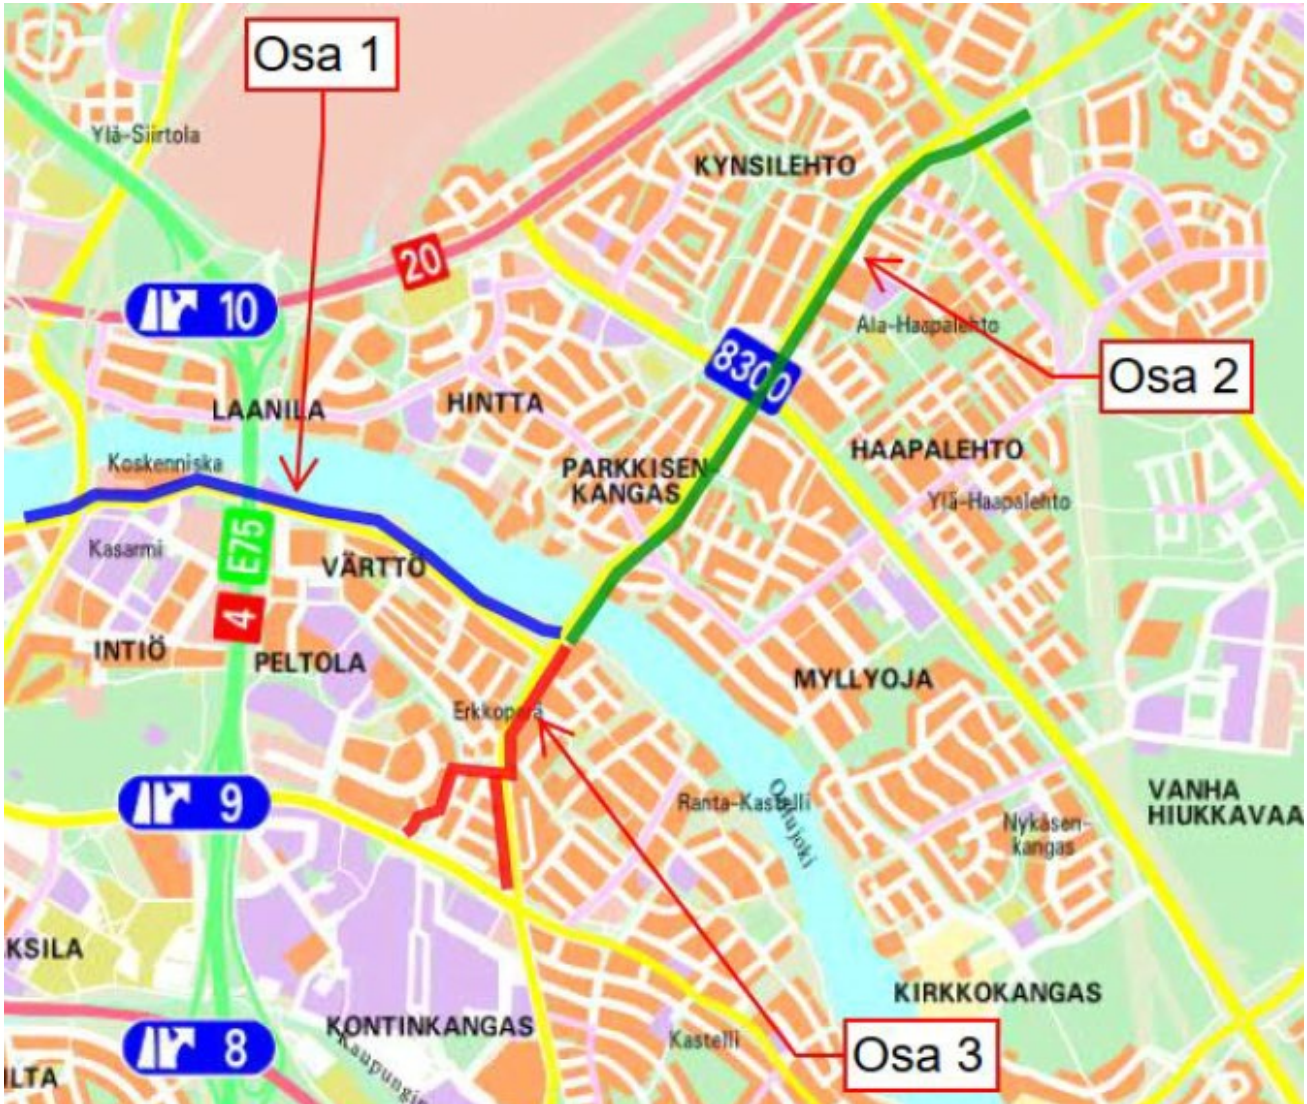 Osa 1
Ylä-Siirtola
KYNSILEHTO
20
10
Ala-Haapalehto
8300
Osa 2
LAANILA
HINTTA
Koskenniska
PARKKISEN-
KANGAS
HAAPALEHTO
Ylä-Haapalehto
Kasarmi
E75
VÄRTTÖ
4
INTIÖ
PELTOLA
MYLLYOJA
Erkkoperä
9
Ranta-Kastelli
Oulujoki
VANHA
HIUKKAVAA
Nykäsen-
kangas
KSILA
KIRKKOKANGAS
KONTINKANGAS
8
Kaupungin
Kastelli
Osa 3
LTA